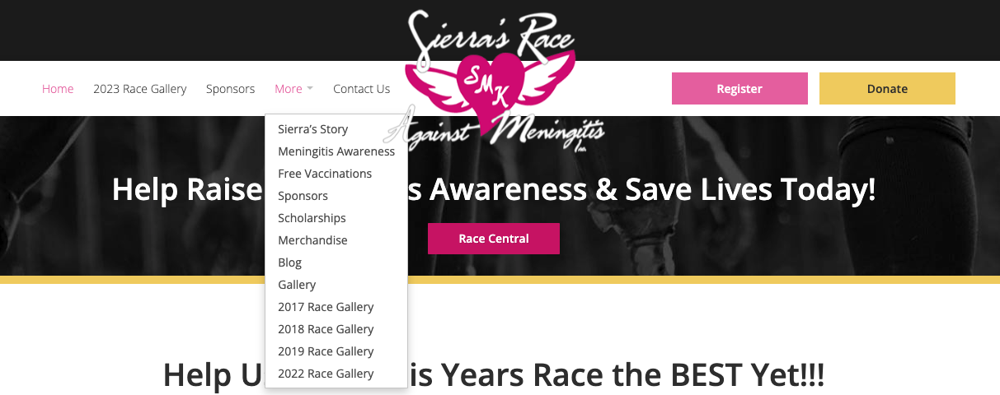 Sierra's Race
SMK
Against Meningitis
Inc.
Home 2023 Race Gallery Sponsors More Contact Us
Register Donate
Sierra's Story
Meningitis Awareness
Free Vaccinations
Sponsors
Scholarships
Merchandise
Blog
Gallery
2017 Race Gallery
2018 Race Gallery
2019 Race Gallery
2022 Race Gallery
Help Raise s Awareness & Save Lives Today!
Race Central
Help U is Years Race the BEST Yet!!!